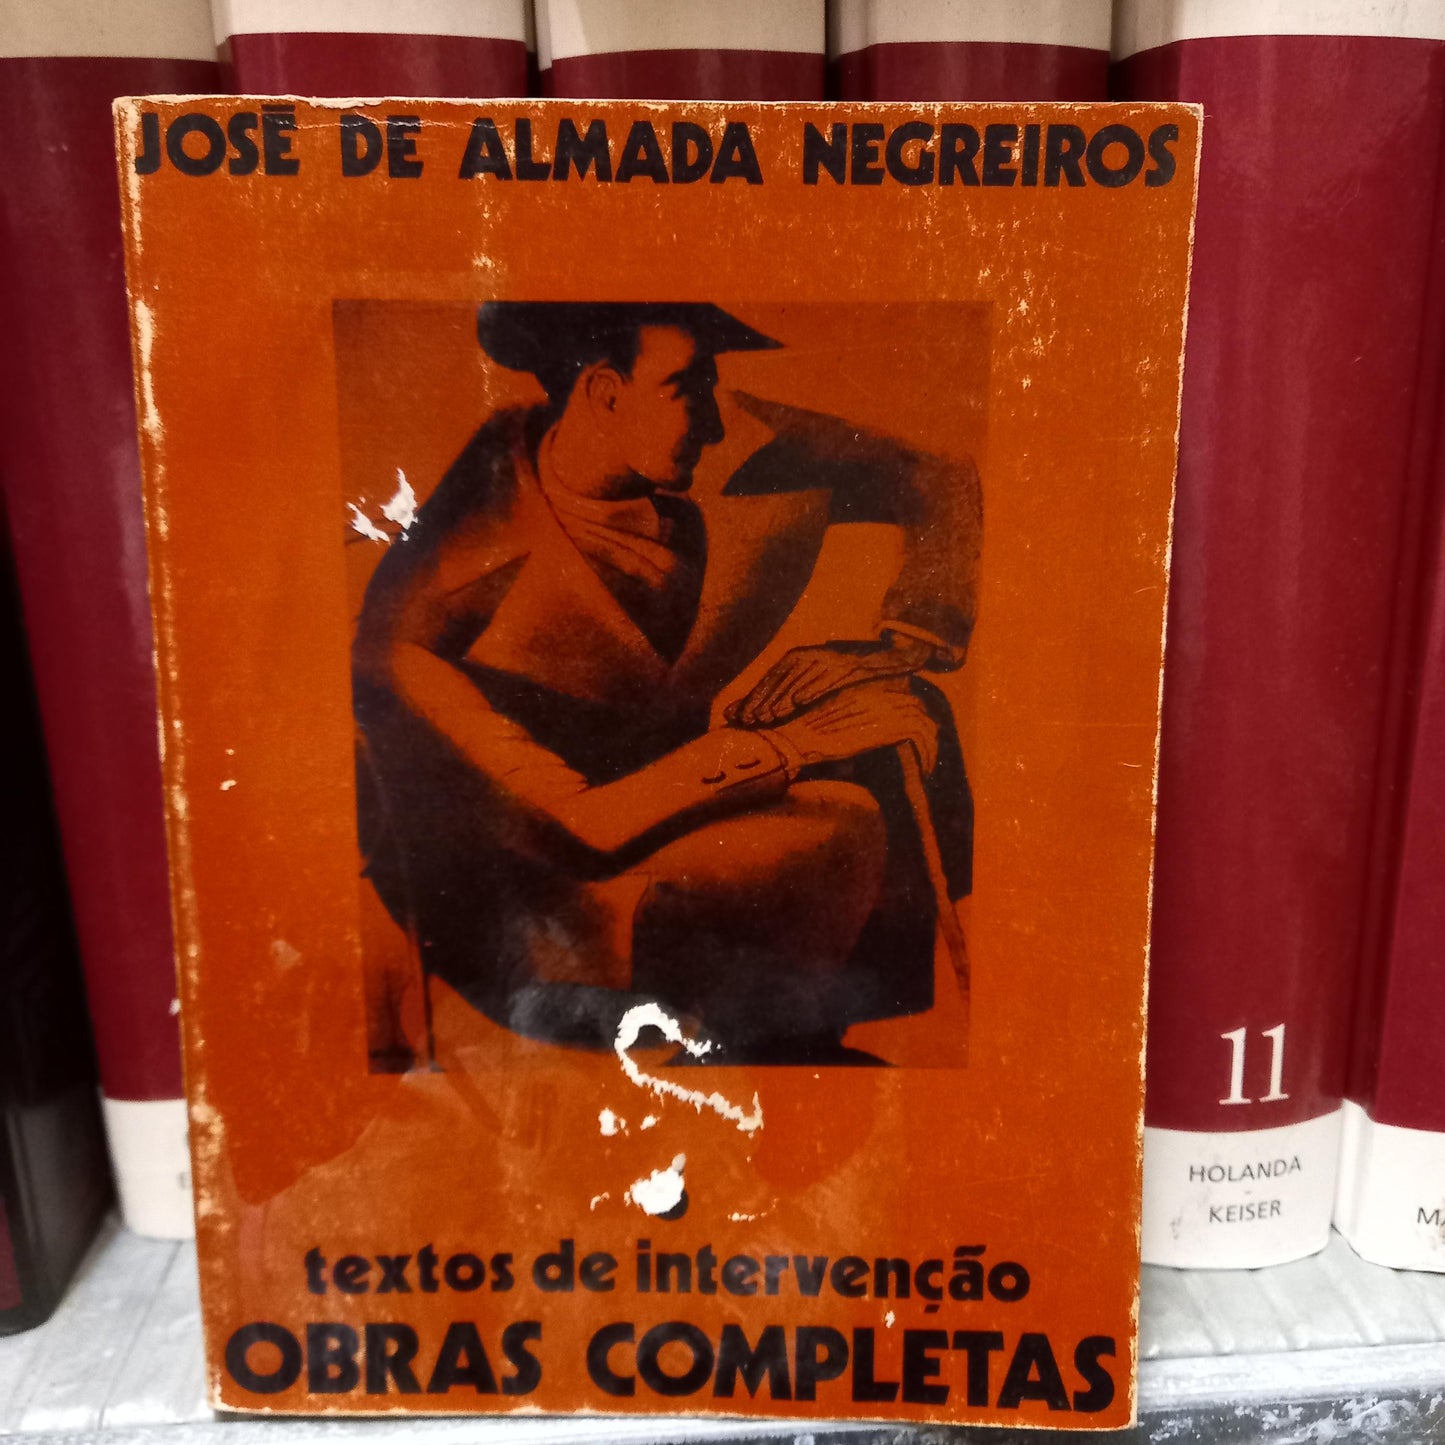 JOSÉ DE ALMADA NEGREIROS
textos de intervenção
OBRAS COMPLETAS
11
HOLANDA
-
KEISER